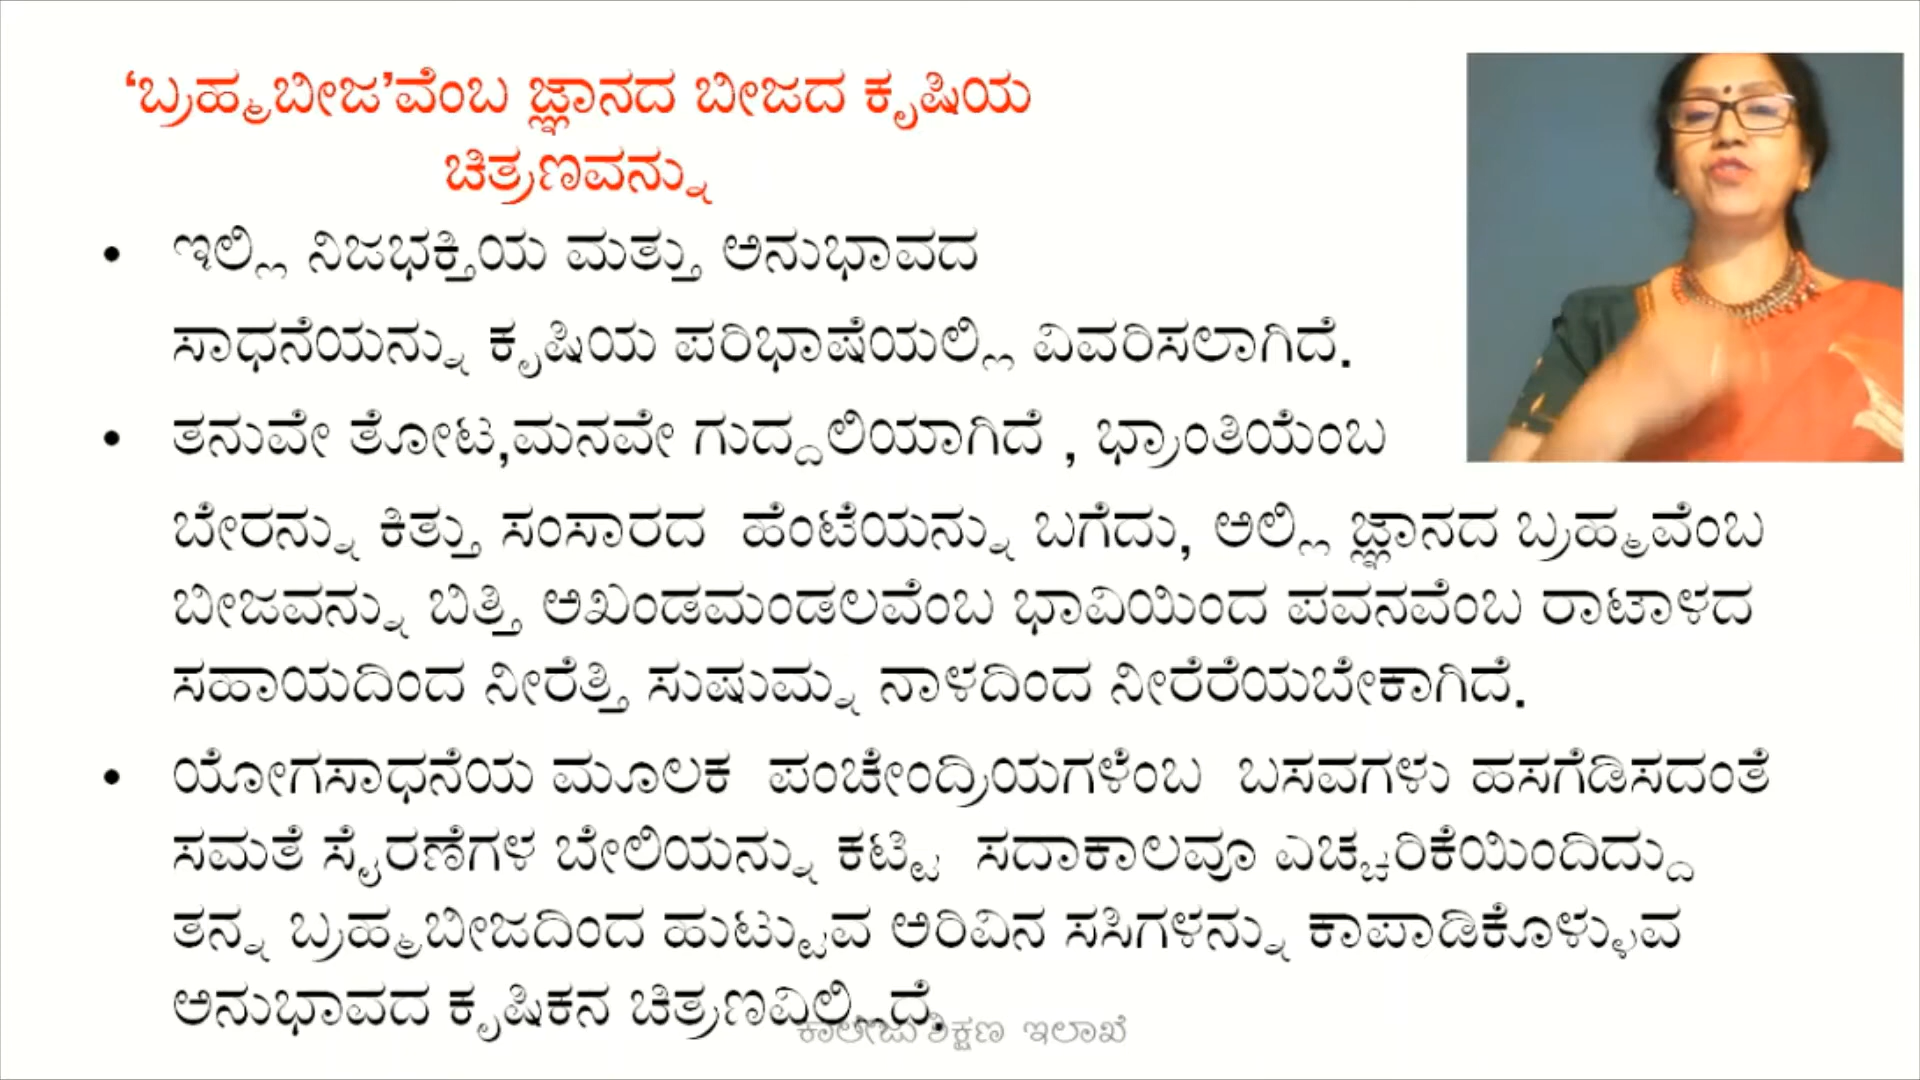 ‘ಬ್ರಹ್ಮಬೀಜ’ವೆಂಬ ಜ್ಞಾನದ ಬೀಜದ ಕೃಷಿಯ
ಚಿತ್ರಣವನ್ನು
• ಇಲ್ಲಿ ನಿಜಭಕ್ತಿಯ ಮತ್ತು ಅನುಭಾವದ
ಸಾಧನೆಯನ್ನು ಕೃಷಿಯ ಪರಿಭಾಷೆಯಲ್ಲಿ ವಿವರಿಸಲಾಗಿದೆ.
• ತನುವೇ ತೋಟ,ಮನವೇ ಗುದ್ದಲಿಯಾಗಿದೆ , ಭ್ರಾಂತಿಯೆಂಬ
ಬೇರನ್ನು ಕಿತ್ತು ಸಂಸಾರದ ಹೆಂಟೆಯನ್ನು ಬಗೆದು, ಅಲ್ಲಿ ಜ್ಞಾನದ ಬ್ರಹ್ಮವೆಂಬ
ಬೀಜವನ್ನು ಬಿತ್ತಿ ಅಖಂಡಮಂಡಲವೆಂಬ ಭಾವಿಯಿಂದ ಪವನವೆಂಬ ರಾಟಾಳದ
ಸಹಾಯದಿಂದ ನೀರೆತ್ತಿ ಸುಷುಮ್ನ ನಾಳದಿಂದ ನೀರೆರೆಯಬೇಕಾಗಿದೆ.
• ಯೋಗಸಾಧನೆಯ ಮೂಲಕ ಪಂಚೇಂದ್ರಿಯಗಳೆಂಬ ಬಸವಗಳು ಹಸಗೆಡಿಸದಂತೆ
ಸಮತೆ ಸೈರಣೆಗಳ ಬೇಲಿಯನ್ನು ಕಟ್ಟಿ ಸದಾಕಾಲವೂ ಎಚ್ಚರಿಕೆಯಿಂದಿದ್ದು
ತನ್ನ ಬ್ರಹ್ಮಬೀಜದಿಂದ ಹುಟ್ಟುವ ಅರಿವಿನ ಸಸಿಗಳನ್ನು ಕಾಪಾಡಿಕೊಳ್ಳುವ
ಅನುಭಾವದ ಕೃಷಿಕನ ಚಿತ್ರಣವಿಲ್ಲಿದೆ.
ಕಾಲೇಜು ಶಿಕ್ಷಣ ಇಲಾಖೆ